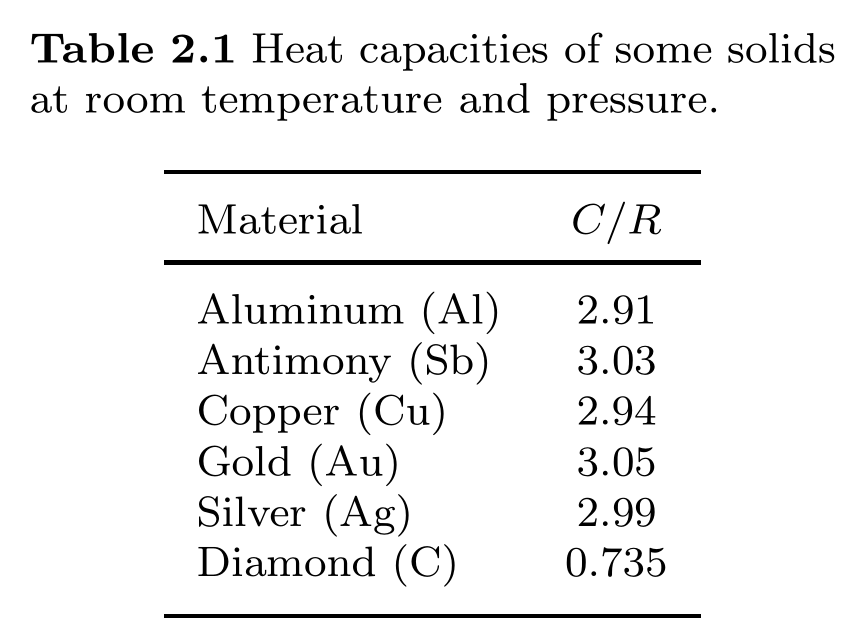 Table 2.1 Heat capacities of some solids
at room temperature and pressure.
Material C/R
Aluminum (Al) 2.91
Antimony (Sb) 3.03
Copper (Cu) 2.94
Gold (Au) 3.05
Silver (Ag) 2.99
Diamond (C) 0.735